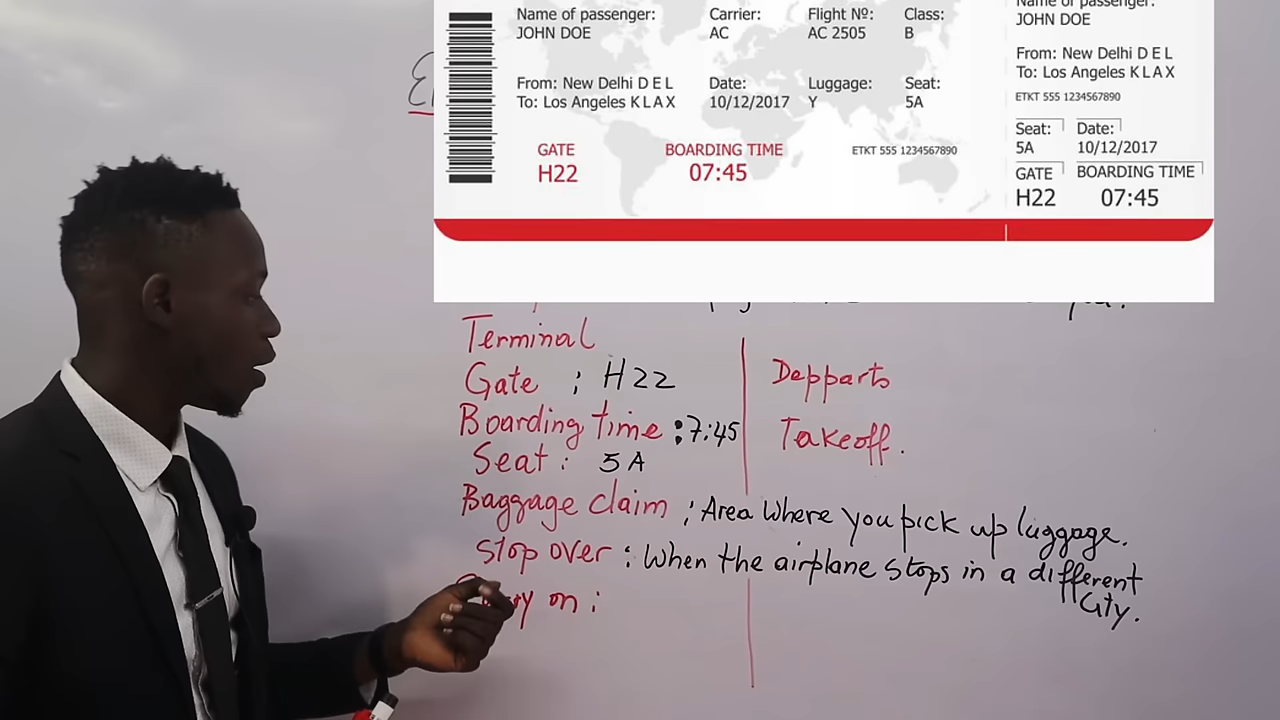 Name of passenger:
JOHN DOE
Carrier:
AC
Flight Nº:
AC 2505
Class:
B
From: New Delhi D E L
To: Los Angeles K L A X
Date:
10/12/2017
Luggage:
Y
Seat:
5A
GATE
H22
BOARDING TIME
07:45
ETKT 555 1234567890
Name of passenger:
JOHN DOE
From: New Delhi D E L
To: Los Angeles K L A X
ETKT 555 1234567890
Seat:
5A
Date:
10/12/2017
GATE
H22
BOARDING TIME
07:45
Terminal
Gate ; H22
Boarding time : 7:45
Seat : 5A
Depparts
Takeoff.
Baggage claim ; Area Where you pick up luggage.
Stop over : When the airplane stops in a different
City.
on :